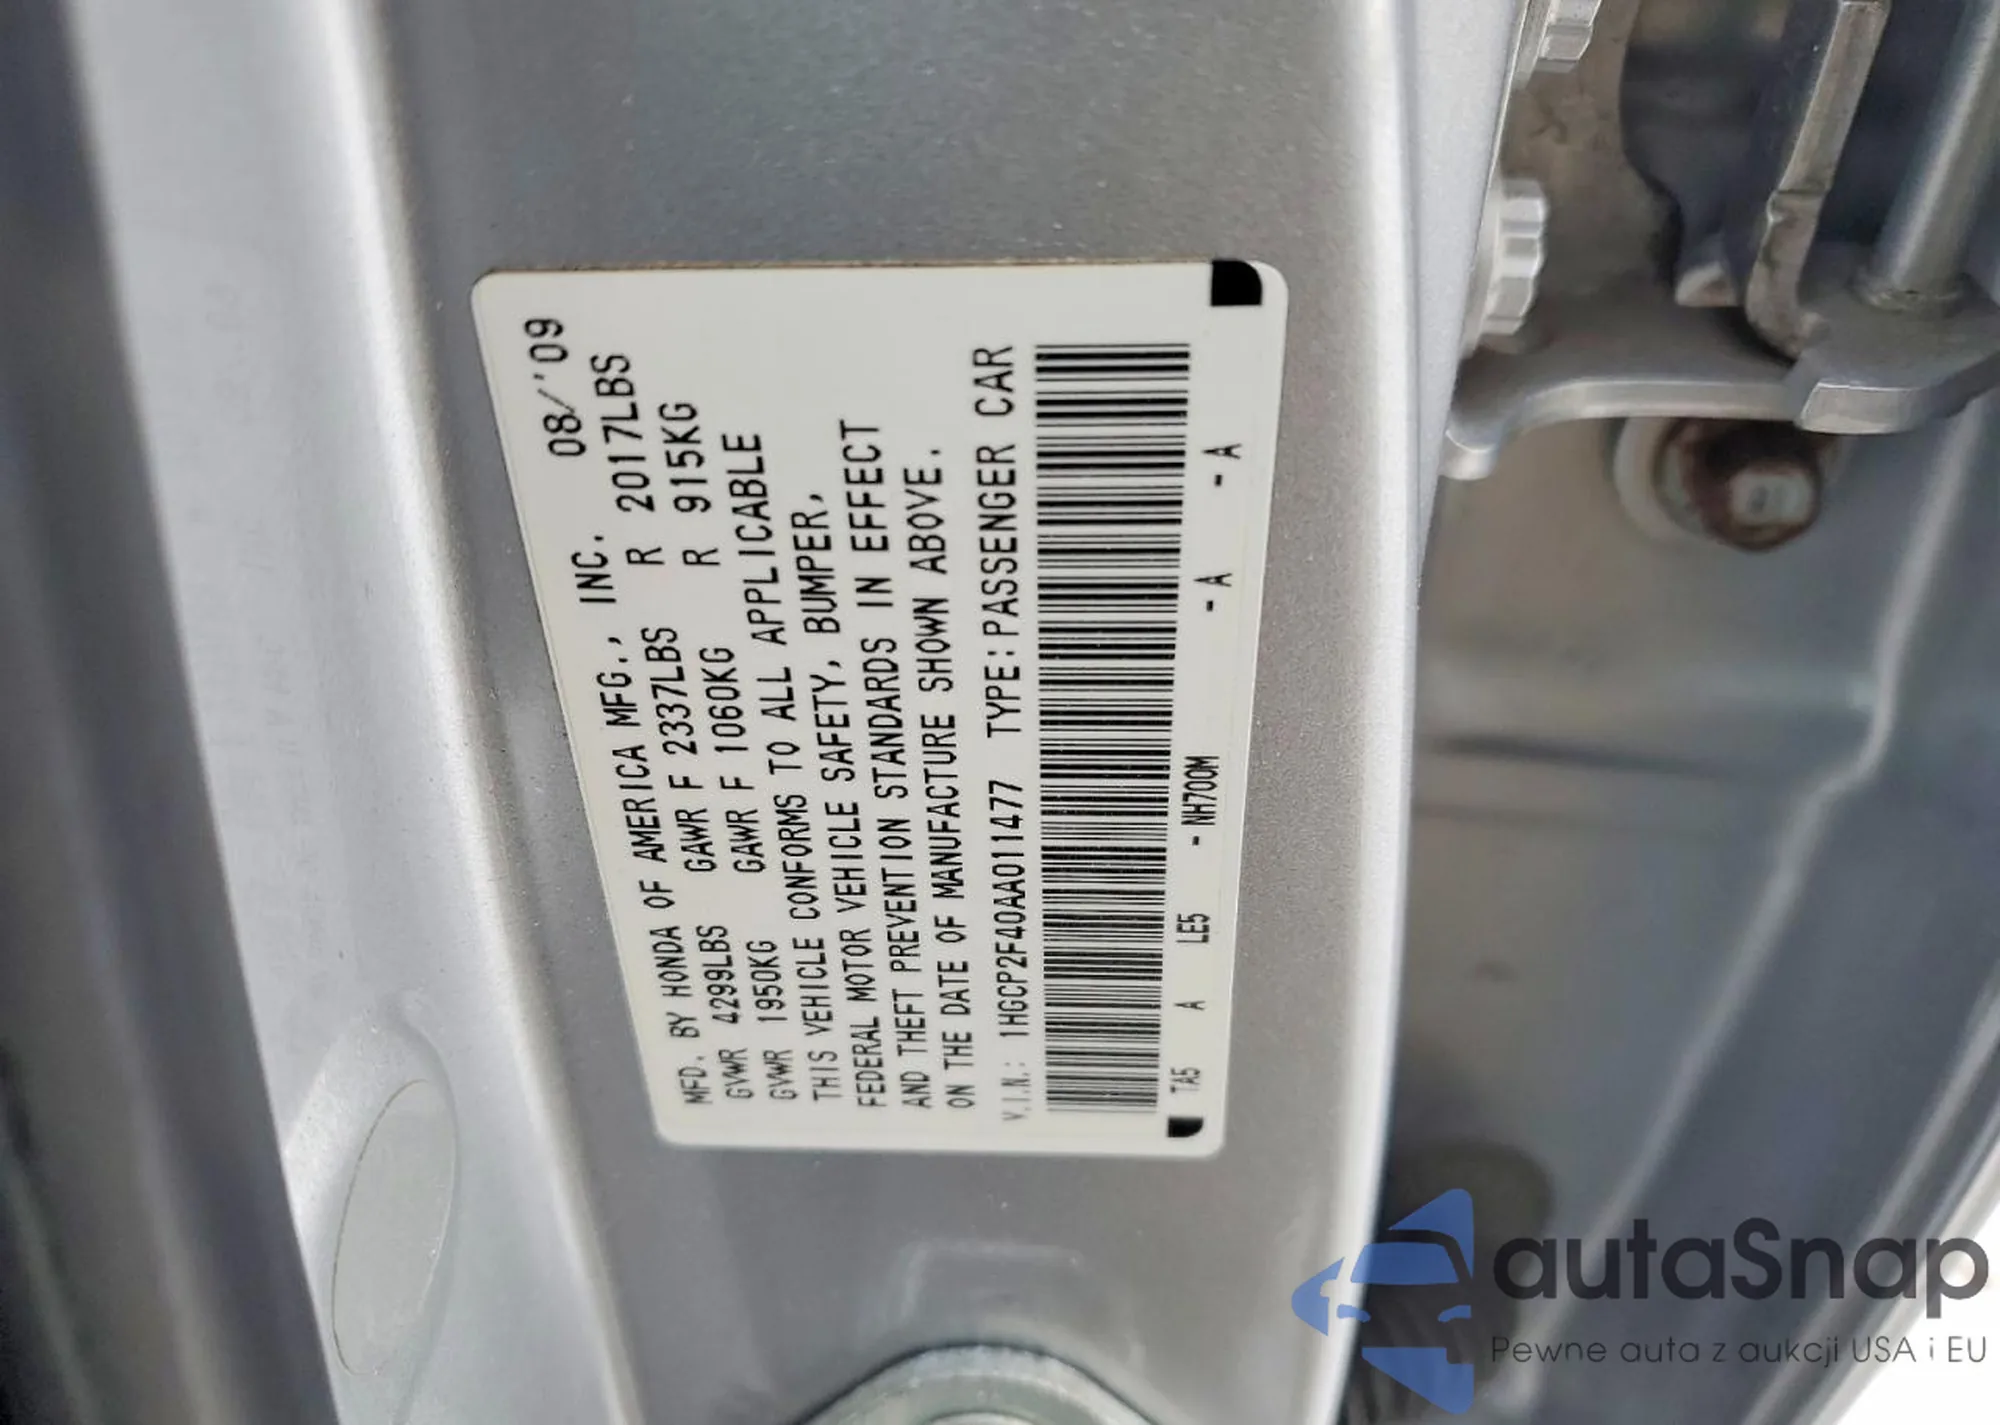 MFD. BY HONDA OF AMERICA MFG., INC. 08/'09
GVWR 4299LBS GAWR F 2337LBS R 2017LBS
GVWR 1950KG GAWR F 1060KG R 915KG
THIS VEHICLE CONFORMS TO ALL APPLICABLE
FEDERAL MOTOR VEHICLE SAFETY, BUMPER,
AND THEFT PREVENTION STANDARDS IN EFFECT
ON THE DATE OF MANUFACTURE SHOWN ABOVE.
V.I.N.: 1HGCP2F40AA011477 TYPE:PASSENGER CAR
TA5 A LE5 -NH700M -A -A
autaSnap
Pewne auta z aukcji USA i EU